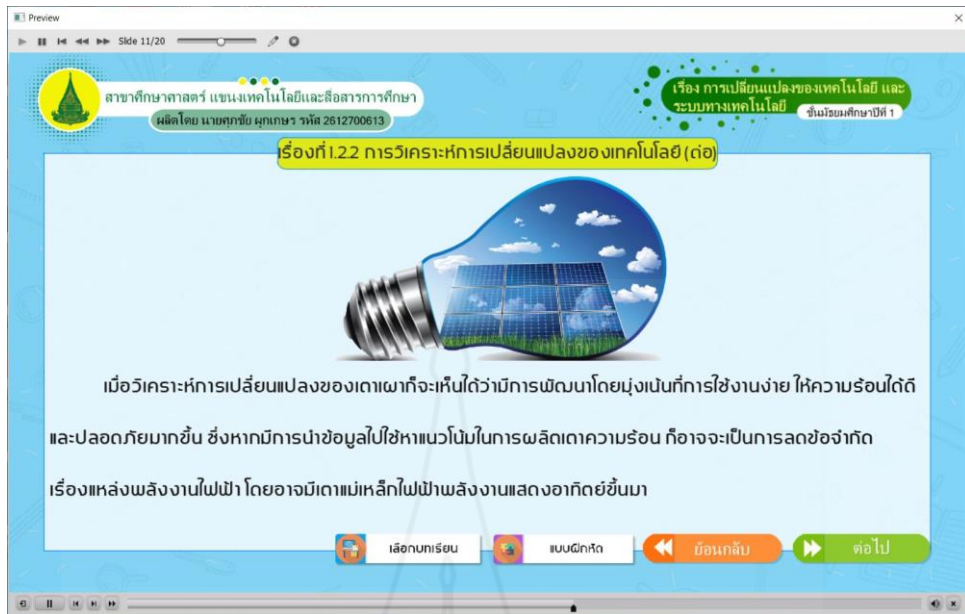 Preview
Slide 11/20
สาขาศึกษาศาสตร์ แขนงเทคโนโลยีและสื่อสารการศึกษา
ผลิตโดย นายศุภชัย ผุกเกษร รหัส 2612700613
เรื่อง การเปลี่ยนแปลงของเทคโนโลยี และ
ระบบทางเทคโนโลยี
ชั้นมัธยมศึกษาปีที่ 1
เรื่องที่ 1.2.2 การวิเคราะห์การเปลี่ยนแปลงของเทคโนโลยี (ต่อ)
เมื่อวิเคราะห์การเปลี่ยนแปลงของเตาเผาก็จะเห็นได้ว่ามีการพัฒนาโดยมุ่งเน้นที่การใช้งานง่าย ให้ความร้อนได้ดี
และปลอดภัยมากขึ้น ซึ่งหากมีการนำข้อมูลไปใช้หาแนวโน้มในการผลิตเตาความร้อน ก็อาจจะเป็นการลดข้อจำกัด
เรื่องแหล่งพลังงานไฟฟ้า โดยอาจมีเตาแม่เหล็กไฟฟ้าพลังงานแสดงอาทิตย์ขึ้นมา
เลือกบทเรียน
แบบฝึกหัด
ย้อนกลับ
ต่อไป